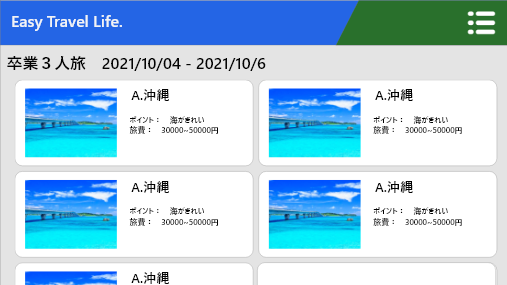 Easy Travel Life.
卒業３人旅　2021/10/04 - 2021/10/6
A.沖縄
ポイント：　海がきれい
旅費：　30000~50000円
A.沖縄
ポイント：　海がきれい
旅費：　30000~50000円
A.沖縄
ポイント：　海がきれい
旅費：　30000~50000円
A.沖縄
ポイント：　海がきれい
旅費：　30000~50000円
A.沖縄